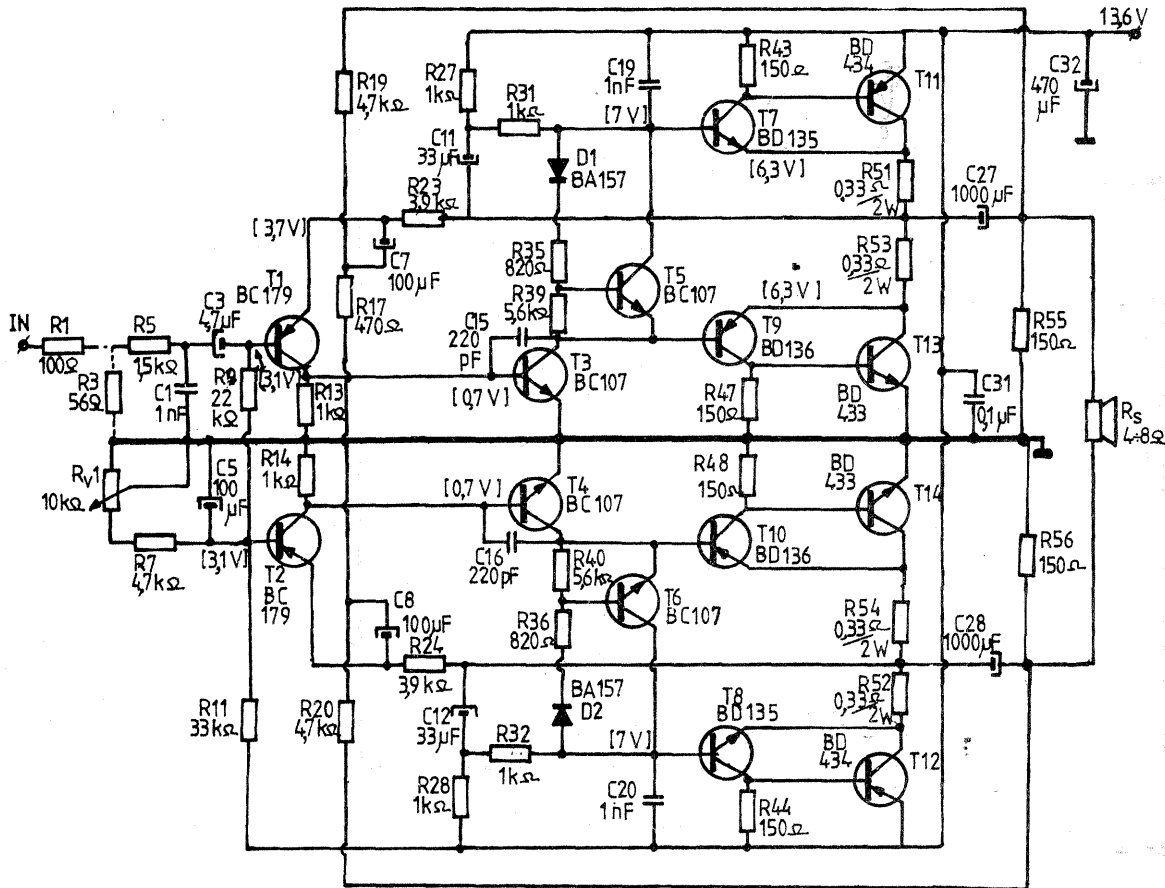 13,6 V
R43
150Ω
BD
434
T11
C32
470
µF
R19
4,7kΩ
R27
1kΩ
R31
1kΩ
C19
1nF
[7 V]
T7
BD135
C11
33µF
D1
BA157
[6,3 V]
R51
0,33Ω
2W
C27
1000 µF
R23
3,9kΩ
[3,7V]
C7
100µF
R35
820Ω
R53
0,33Ω
2W
T1
BC179
R17
470Ω
T5
BC107
[6,3 V]
C3
4,7µF
C15
220
pF
R39
5,6kΩ
T9
BD136
T13
R55
150Ω
IN
R1
100Ω
R5
1,5kΩ
[3,1V]
T3
BC107
R3
56Ω
C1
1nF
R9
22
kΩ
R13
1kΩ
[0,7 V]
R47
150Ω
BD
433
C31
0,1µF
RS
4÷8Ω
Rv1
10kΩ
C5
100
µF
R14
1kΩ
[0,7 V]
T4
BC107
R48
150Ω
BD
433
T14
R7
4,7kΩ
[3,1V]
T2
BC
179
C16
220pF
R40
5,6kΩ
T10
BD136
R56
150Ω
C8
100µF
R36
820Ω
T6
BC107
R54
0,33Ω
2W
C28
1000µF
R24
3,9kΩ
R11
33kΩ
R20
4,7kΩ
C12
33µF
BA157
D2
R32
1kΩ
[7V]
T8
BD135
R52
0,33Ω
2W
BD
434
T12
R28
1kΩ
C20
1nF
R44
150Ω